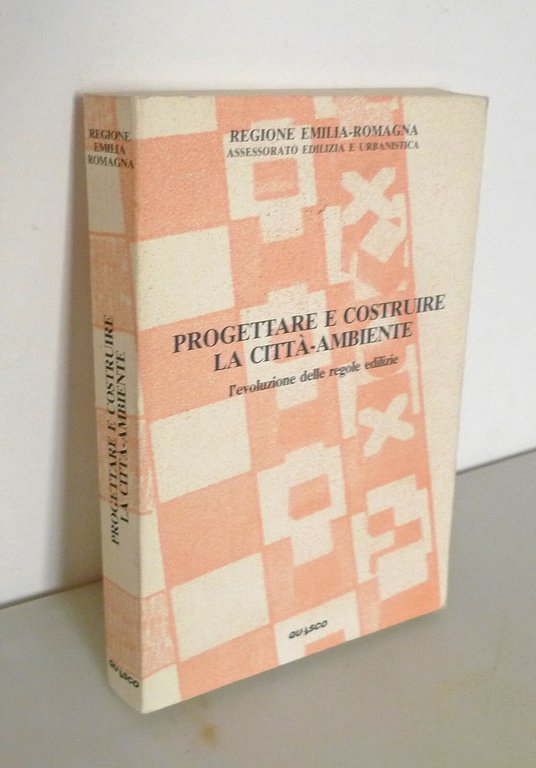 REGIONE
EMILIA
ROMAGNA
PROGETTARE E COSTRUIRE
LA CITTÀ-AMBIENTE
QUASCO
REGIONE EMILIA-ROMAGNA
ASSESSORATO EDILIZIA E URBANISTICA
PROGETTARE E COSTRUIRE
LA CITTÀ-AMBIENTE
l'evoluzione delle regole edilizie
QUASCO